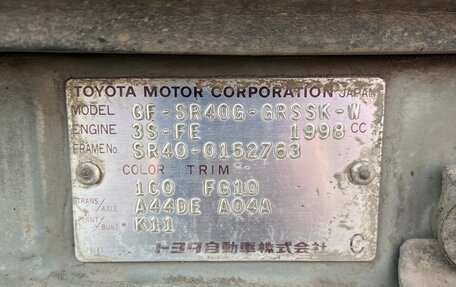 TOYOTA MOTOR CORPORATION JAPAN
MODEL GF-SR40G-GRSSK-W
ENGINE 3S-FE 1998 CC
FRAME No. SR40-0152763
COLOR TRIM
1C0 FG10
TRANS/AXLE A44DE A04A
PLANT/BUILT K11
トヨタ自動車株式会社 C